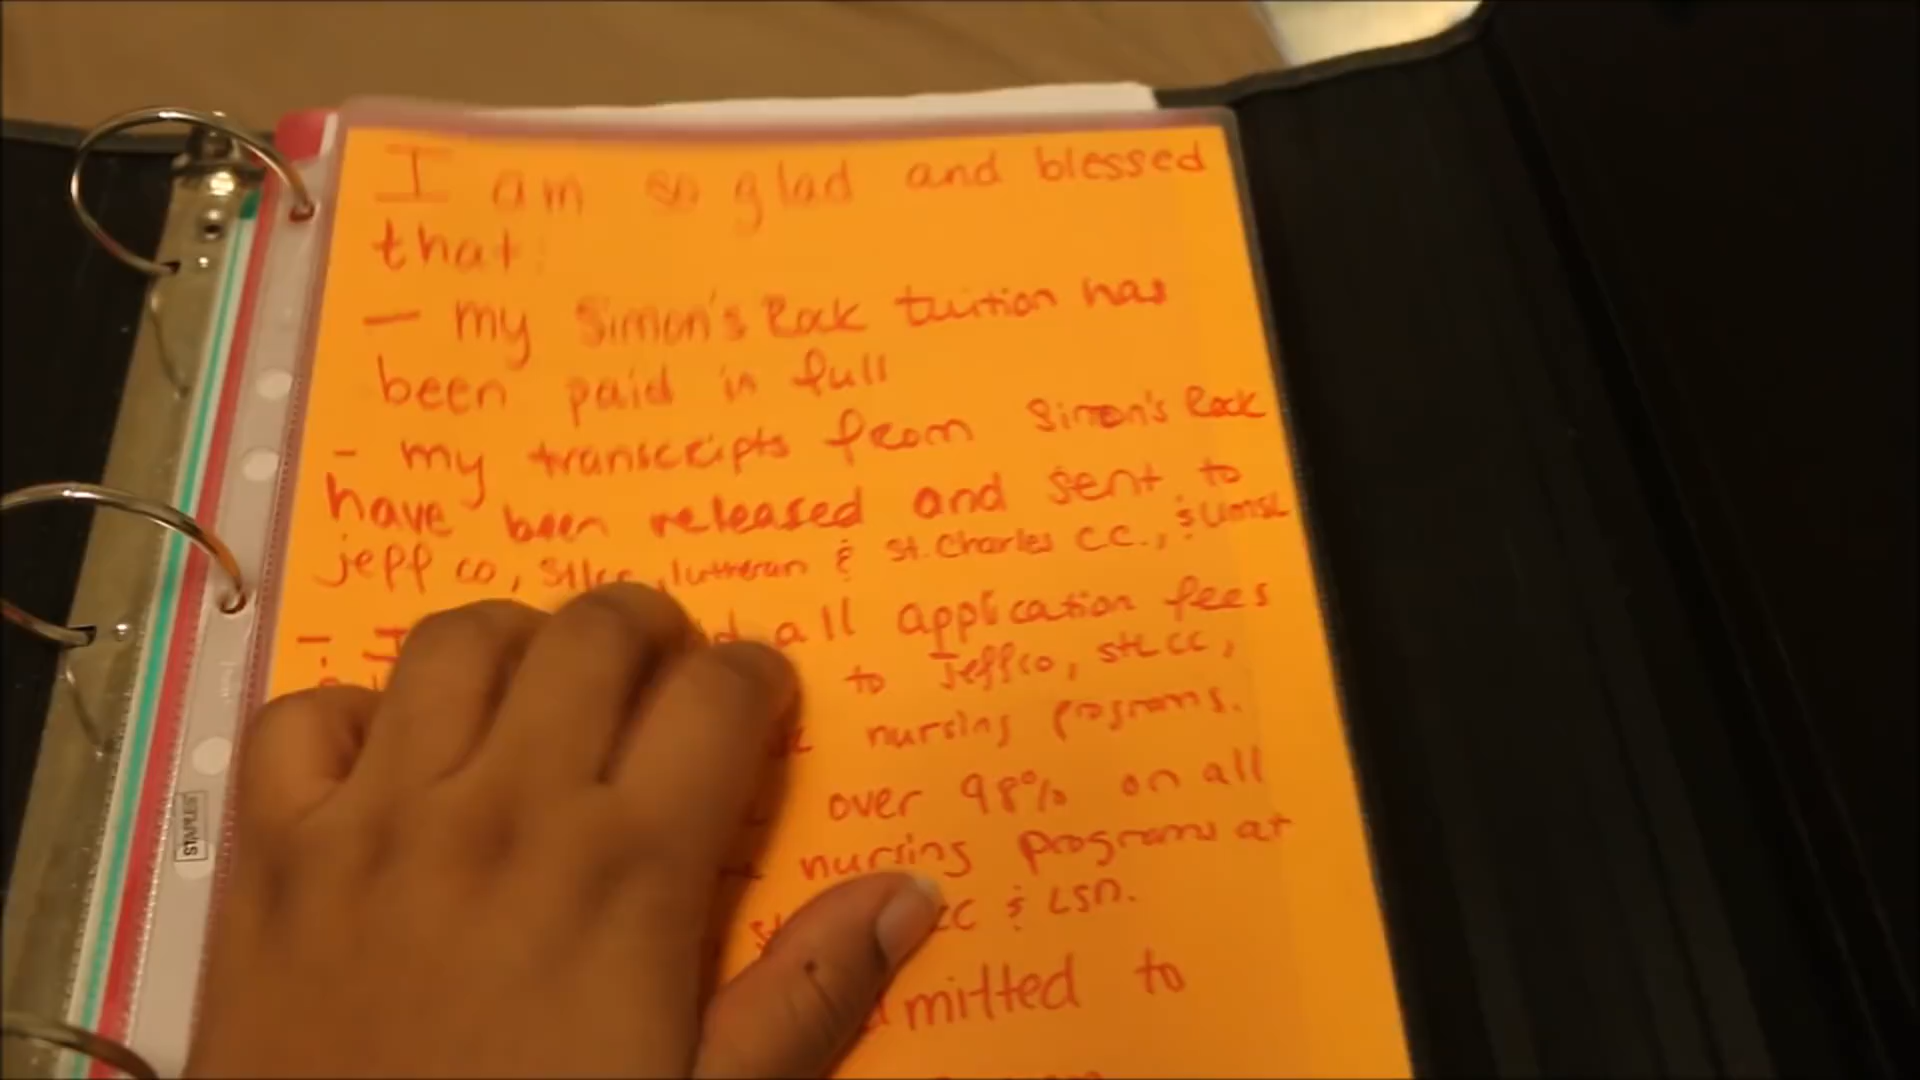 I am so glad and blessed
that:
— my Simon's Rock tuition has
been paid in full
- my transcripts from Simon's Rock
have been released and sent to
jeff co, Stlcc, lutheran & St. Charles C.C., & UMSL
- I all application fees
to Jeffco, STLCC,
nursing programs.
over 98% on all
nursing programs at
CC & LSN.
mitted to
STAPLES